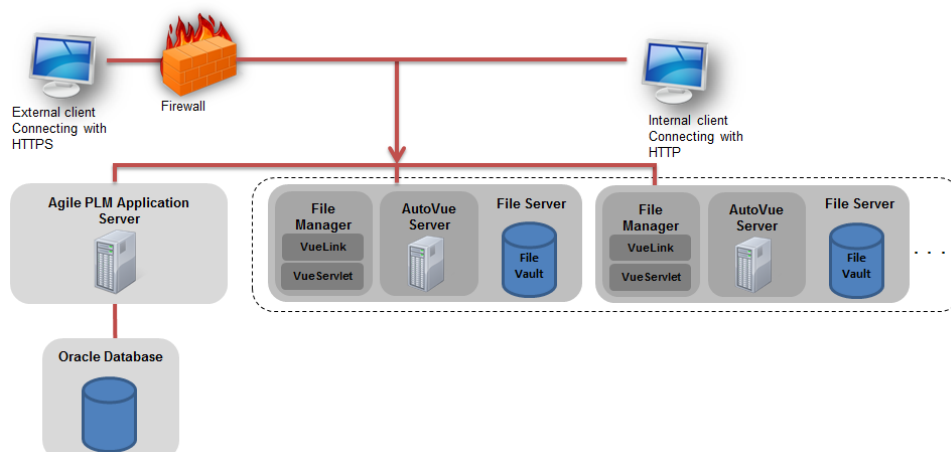 External client
Connecting with
HTTPS
Firewall
Internal client
Connecting with
HTTP
Agile PLM Application
Server
File
Manager
VueLink
VueServlet
AutoVue
Server
File Server
File
Vault
File
Manager
VueLink
VueServlet
AutoVue
Server
File Server
File
Vault
. . .
Oracle Database